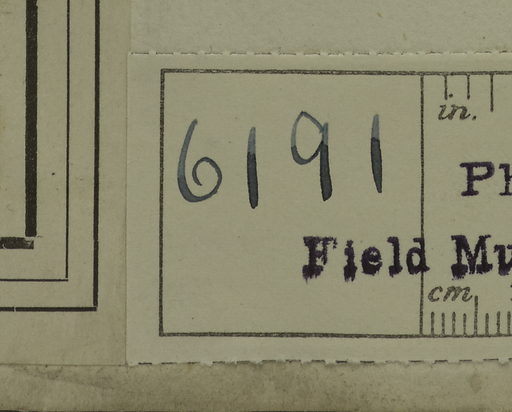 in.
6191
Ph
Field Mu
cm